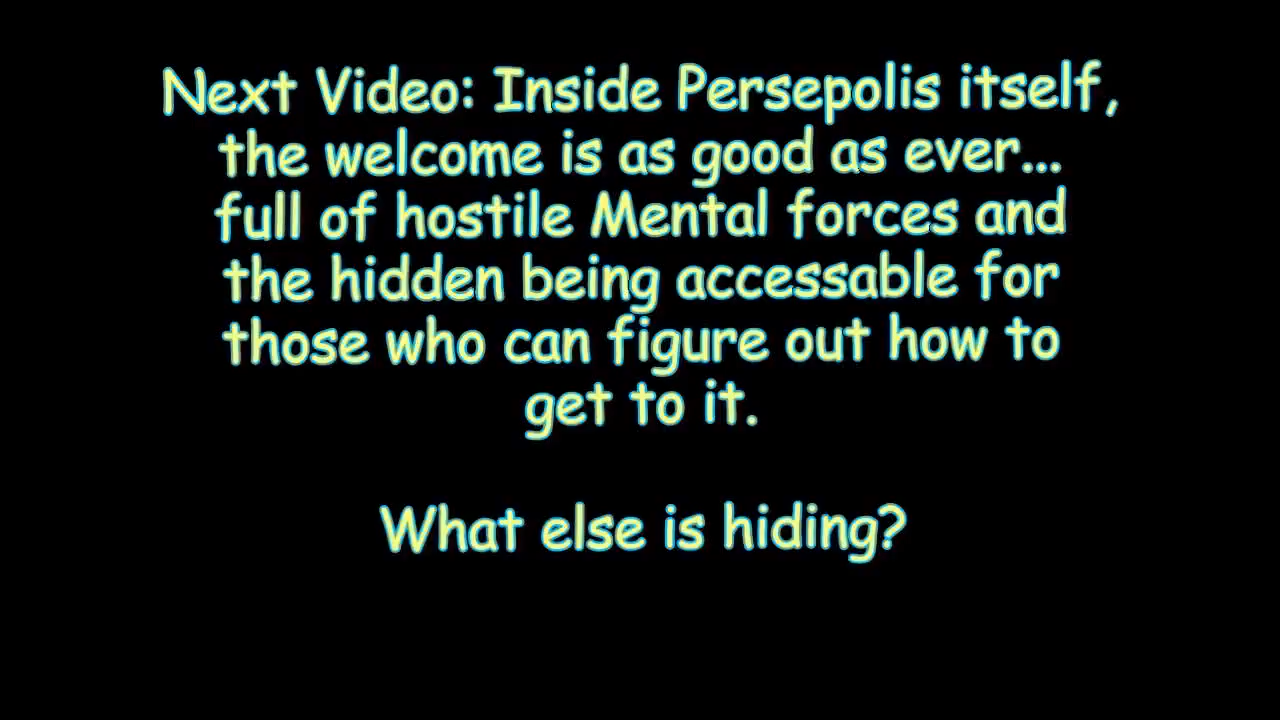 Next Video: Inside Persepolis itself,
the welcome is as good as ever...
full of hostile Mental forces and
the hidden being accessable for
those who can figure out how to
get to it.
What else is hiding?